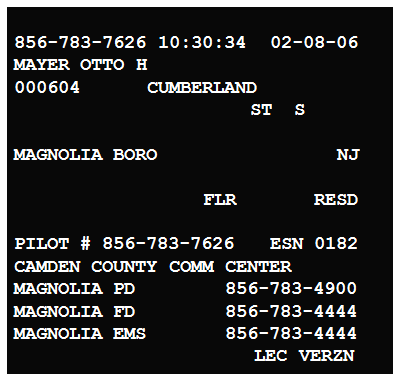 856-783-7626 10:30:34 02-08-06
MAYER OTTO H
000604 CUMBERLAND
ST S
MAGNOLIA BORO NJ
FLR RESD
PILOT # 856-783-7626 ESN 0182
CAMDEN COUNTY COMM CENTER
MAGNOLIA PD 856-783-4900
MAGNOLIA FD 856-783-4444
MAGNOLIA EMS 856-783-4444
LEC VERZN